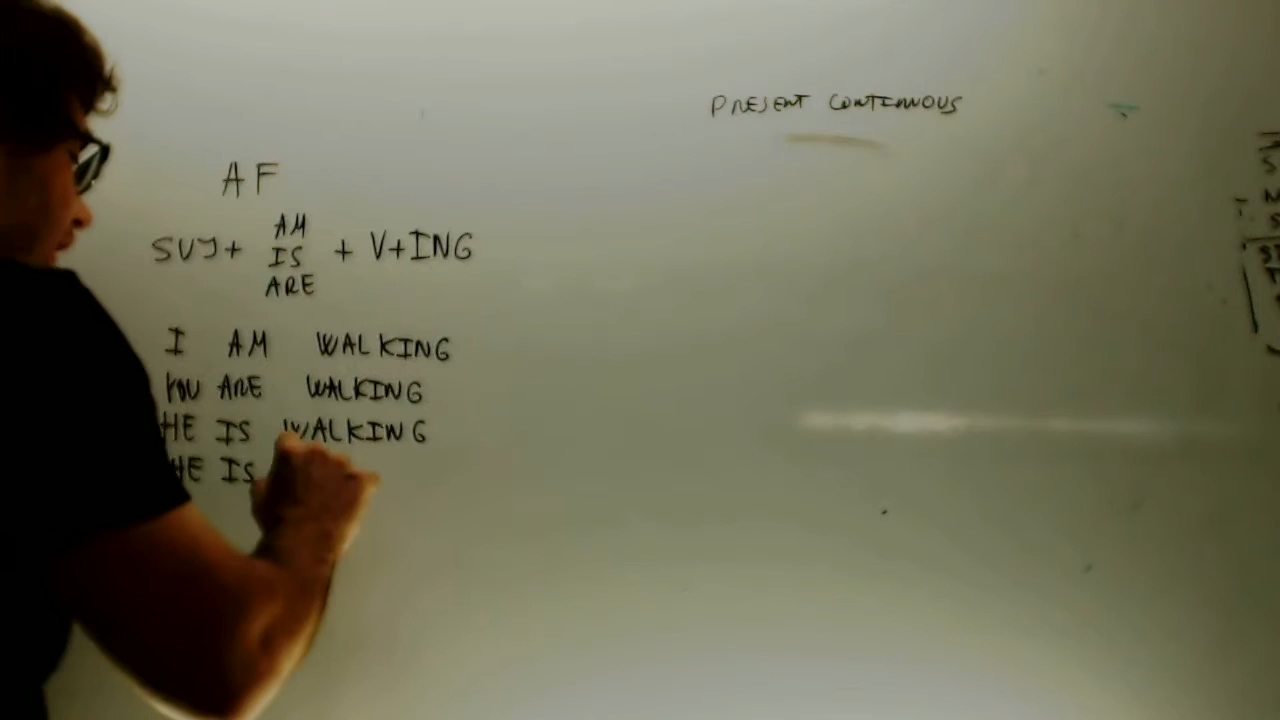 PRESENT CONTINUOUS
AF
SUJ + AM IS ARE + V+ING
I AM WALKING
YOU ARE WALKING
HE IS WALKING
HE IS